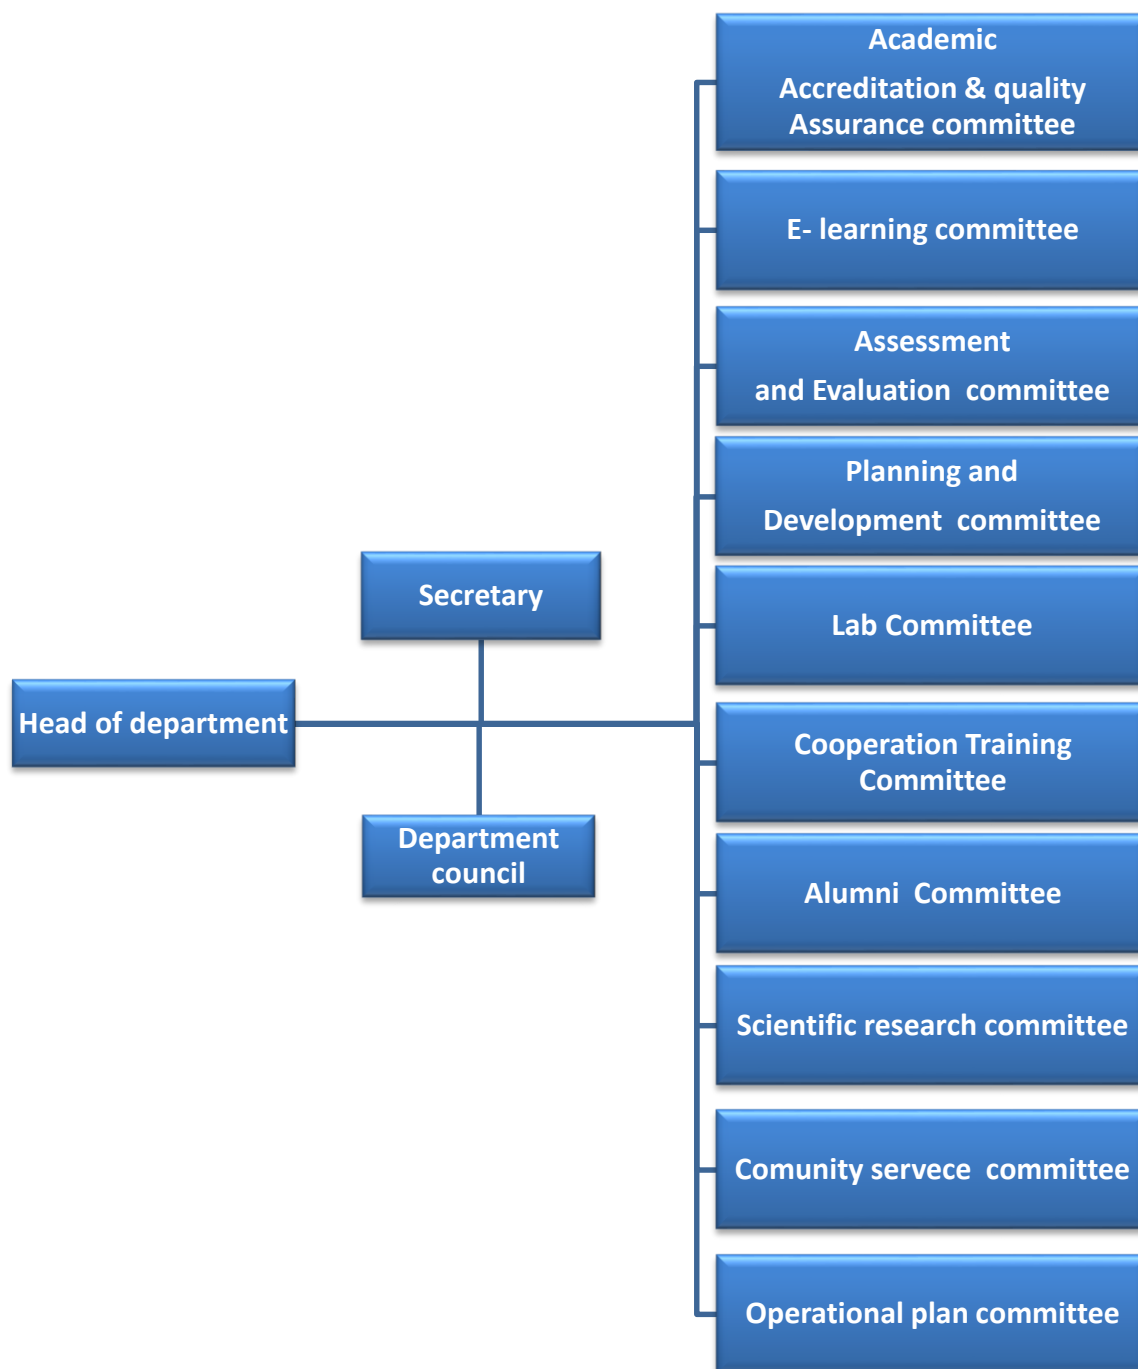 Academic
Accreditation & quality
Assurance committee
E- learning committee
Assessment
and Evaluation  committee
Planning and
Development  committee
Secretary
Lab Committee
Head of department
Cooperation Training
Committee
Department
council
Alumni  Committee
Scientific research committee
Comunity servece  committee
Operational plan committee